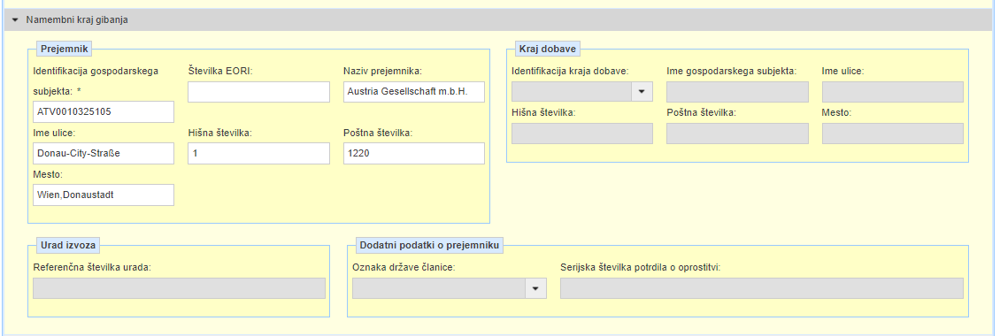 Namembni kraj gibanja
Prejemnik
Identifikacija gospodarskega
subjekta: *
ATV0010325105
Številka EORI:
Naziv prejemnika:
Austria Gesellschaft m.b.H.
Ime ulice:
Donau-City-Straße
Hišna številka:
1
Poštna številka:
1220
Mesto:
Wien,Donaustadt
Kraj dobave
Identifikacija kraja dobave:
Ime gospodarskega subjekta:
Ime ulice:
Hišna številka:
Poštna številka:
Mesto:
Urad izvoza
Referenčna številka urada:
Dodatni podatki o prejemniku
Oznaka države članice:
Serijska številka potrdila o oprostitvi: